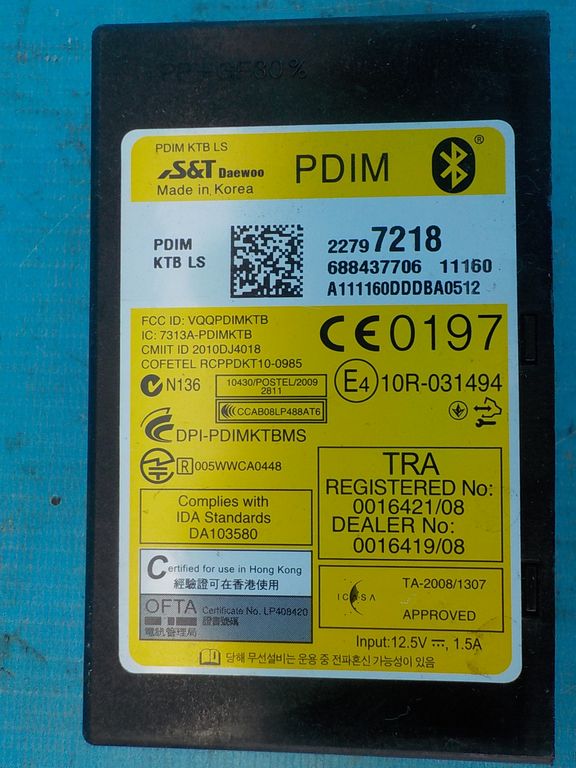 PP+GF30%
PDIM KTB LS
S&T Daewoo PDIM ®
Made in Korea
PDIM
KTB LS
22797218
688437706 11160
A111160DDDBA0512
FCC ID: VQQPDIMKTB
IC: 7313A-PDIMKTB
CMIIT ID 2010DJ4018
COFETEL RCPPDKT10-0985
CE0197
N136
10430/POSTEL/2009
2811
CCAB08LP488AT6
E4 10R-031494
DPI-PDIMKTBMS
R 005WWCA0448
TRA
REGISTERED No:
0016421/08
DEALER No:
0016419/08
Complies with
IDA Standards
DA103580
Certified for use in Hong Kong
經驗證可在香港使用
OFTA Certificate No. LP408420
證書號碼
電訊管理局
ICASA
TA-2008/1307
APPROVED
Input:12.5V⎓, 1.5A
당해 무선설비는 운용 중 전파혼신 가능성이 있음